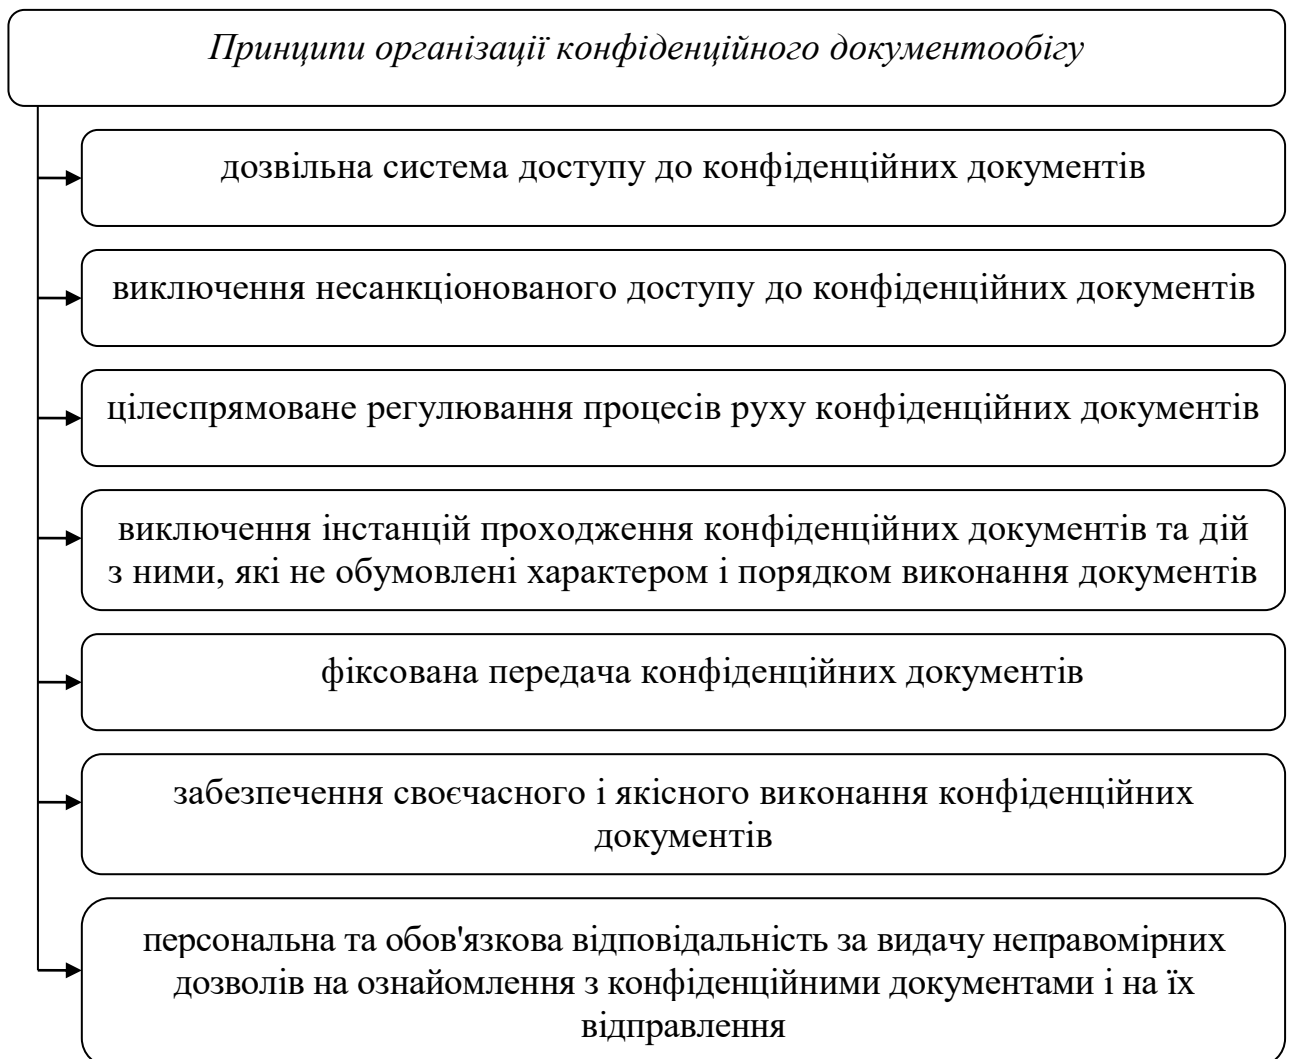 Принципи організації конфіденційного документообігу
дозвільна система доступу до конфіденційних документів
виключення несанкціонованого доступу до конфіденційних документів
цілеспрямоване регулювання процесів руху конфіденційних документів
виключення інстанцій проходження конфіденційних документів та дій
з ними, які не обумовлені характером і порядком виконання документів
фіксована передача конфіденційних документів
забезпечення своєчасного і якісного виконання конфіденційних
документів
персональна та обов'язкова відповідальність за видачу неправомірних
дозволів на ознайомлення з конфіденційними документами і на їх
відправлення